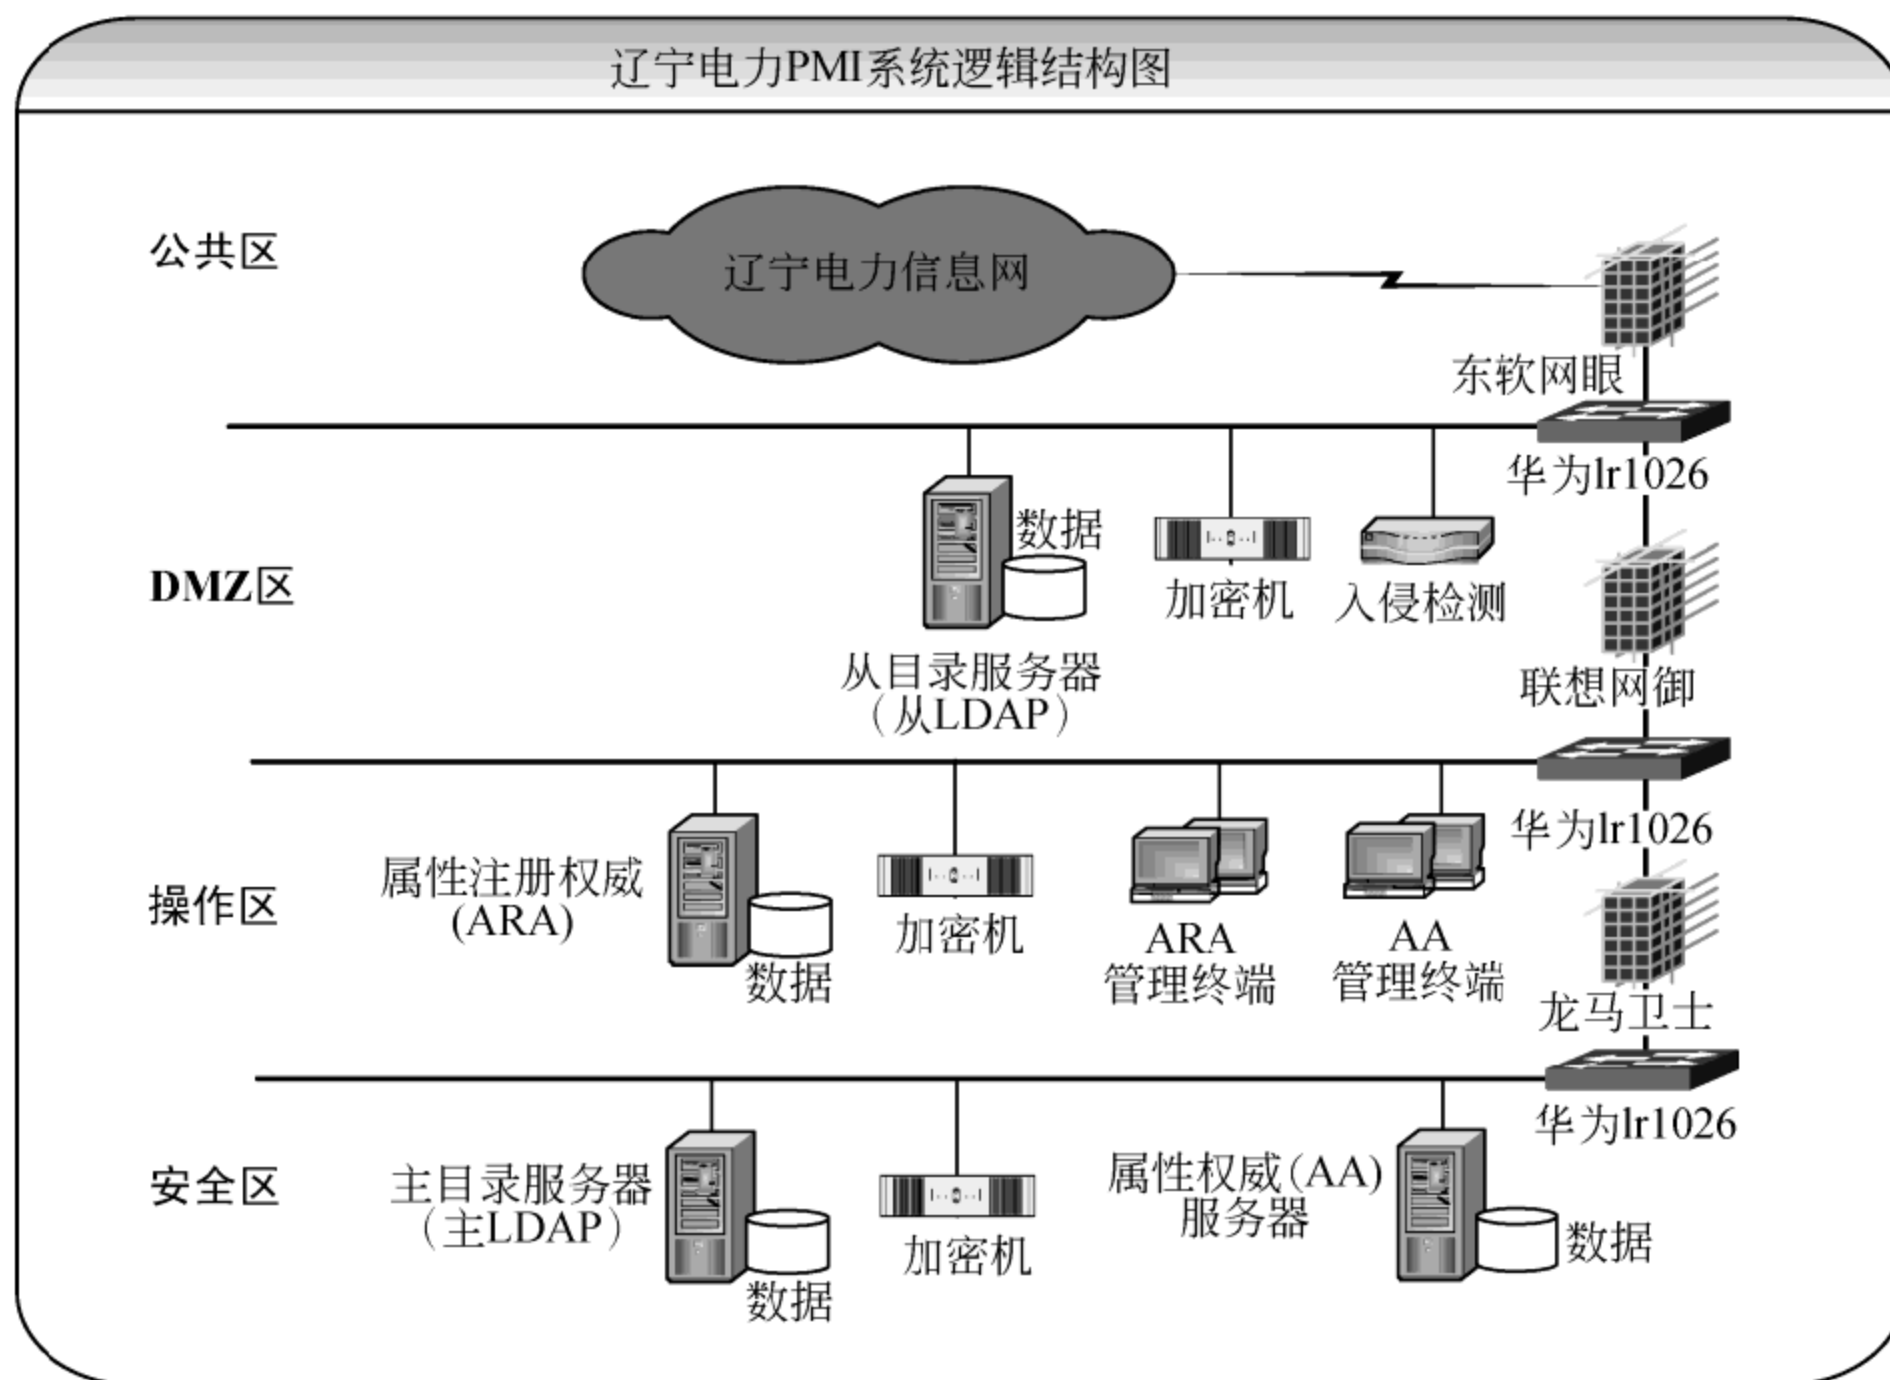 辽宁电力PMI系统逻辑结构图
公共区
辽宁电力信息网
东软网眼
华为lr1026
DMZ区
数据
加密机
入侵检测
从目录服务器
（从LDAP）
联想网御
华为lr1026
操作区
属性注册权威
(ARA)
数据
加密机
ARA
管理终端
AA
管理终端
龙马卫士
华为lr1026
安全区
主目录服务器
（主LDAP）
数据
加密机
属性权威(AA)
服务器
数据